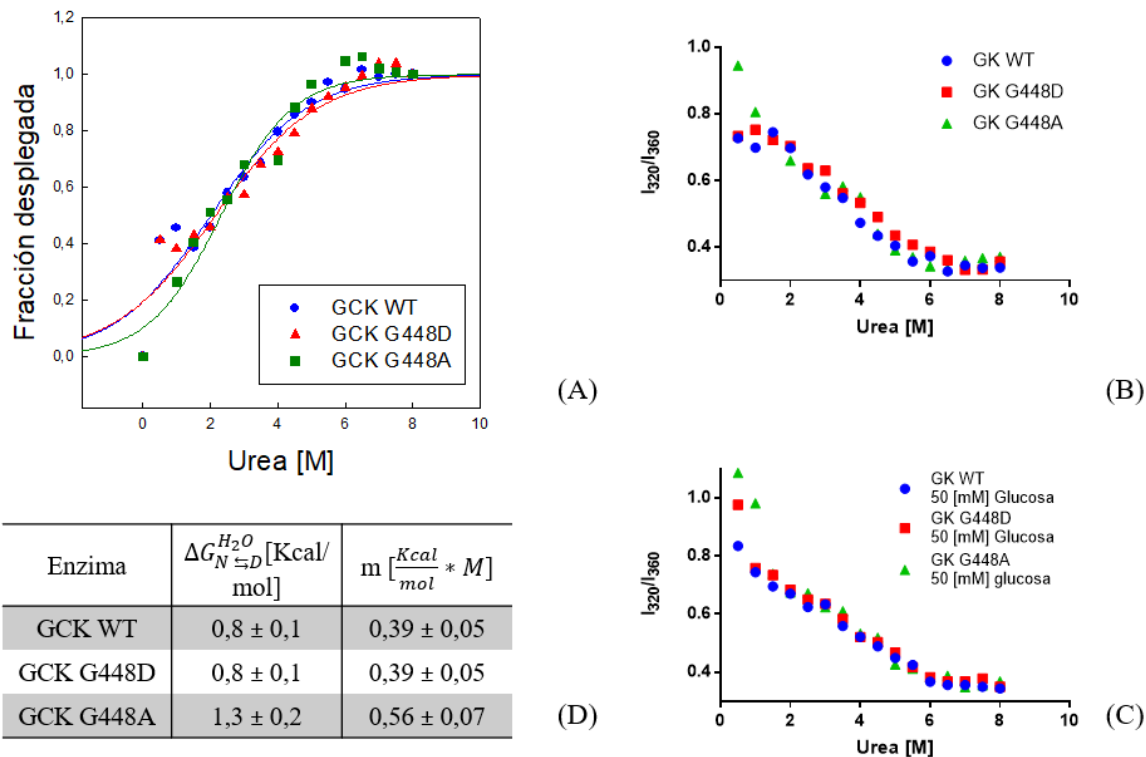 1,2
1,0
0,8
0,6
0,4
0,2
0,0
Fracción desplegada
GCK WT
GCK G448D
GCK G448A
0 2 4 6 8 10
Urea [M]
(A)
1.0
0.8
0.6
0.4
I320/I360
GK WT
GK G448D
GK G448A
0 2 4 6 8 10
Urea [M]
(B)
Enzima
ΔG H2O N⇆D [Kcal/
mol]
m [Kcal/mol * M]
GCK WT 0,8 ± 0,1 0,39 ± 0,05
GCK G448D 0,8 ± 0,1 0,39 ± 0,05
GCK G448A 1,3 ± 0,2 0,56 ± 0,07
(D)
1.0
0.8
0.6
0.4
I320/I360
GK WT
50 [mM] Glucosa
GK G448D
50 [mM] Glucosa
GK G448A
50 [mM] glucosa
0 2 4 6 8 10
Urea [M]
(C)